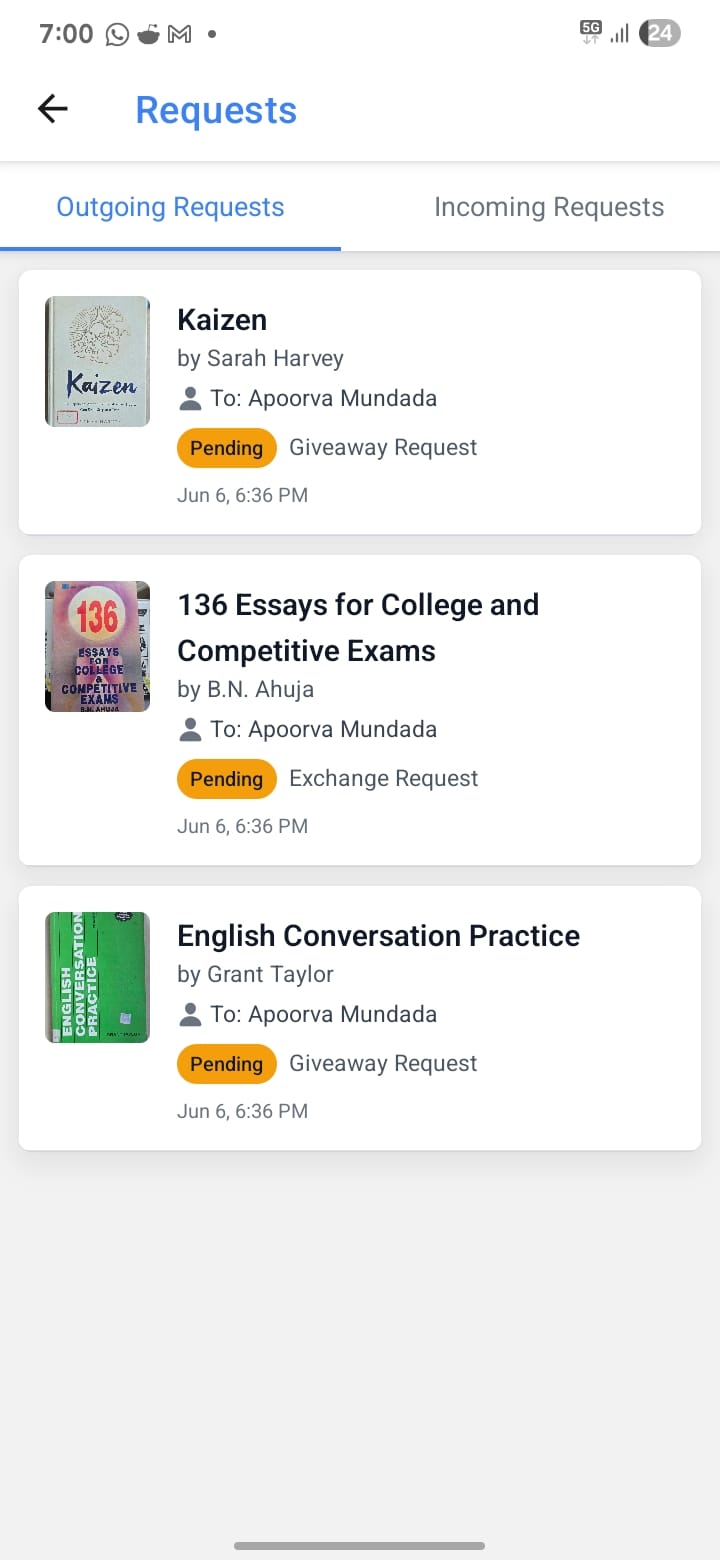 7:00
5G
24
Requests
Outgoing Requests
Incoming Requests
Kaizen
Kaizen
by Sarah Harvey
To: Apoorva Mundada
Pending Giveaway Request
Jun 6, 6:36 PM
136
ESSAYS
FOR
COLLEGE
&
COMPETITIVE
EXAMS
B.N. AHUJA
136 Essays for College and
Competitive Exams
by B.N. Ahuja
To: Apoorva Mundada
Pending Exchange Request
Jun 6, 6:36 PM
ENGLISH
CONVERSATION
PRACTICE
English Conversation Practice
by Grant Taylor
To: Apoorva Mundada
Pending Giveaway Request
Jun 6, 6:36 PM